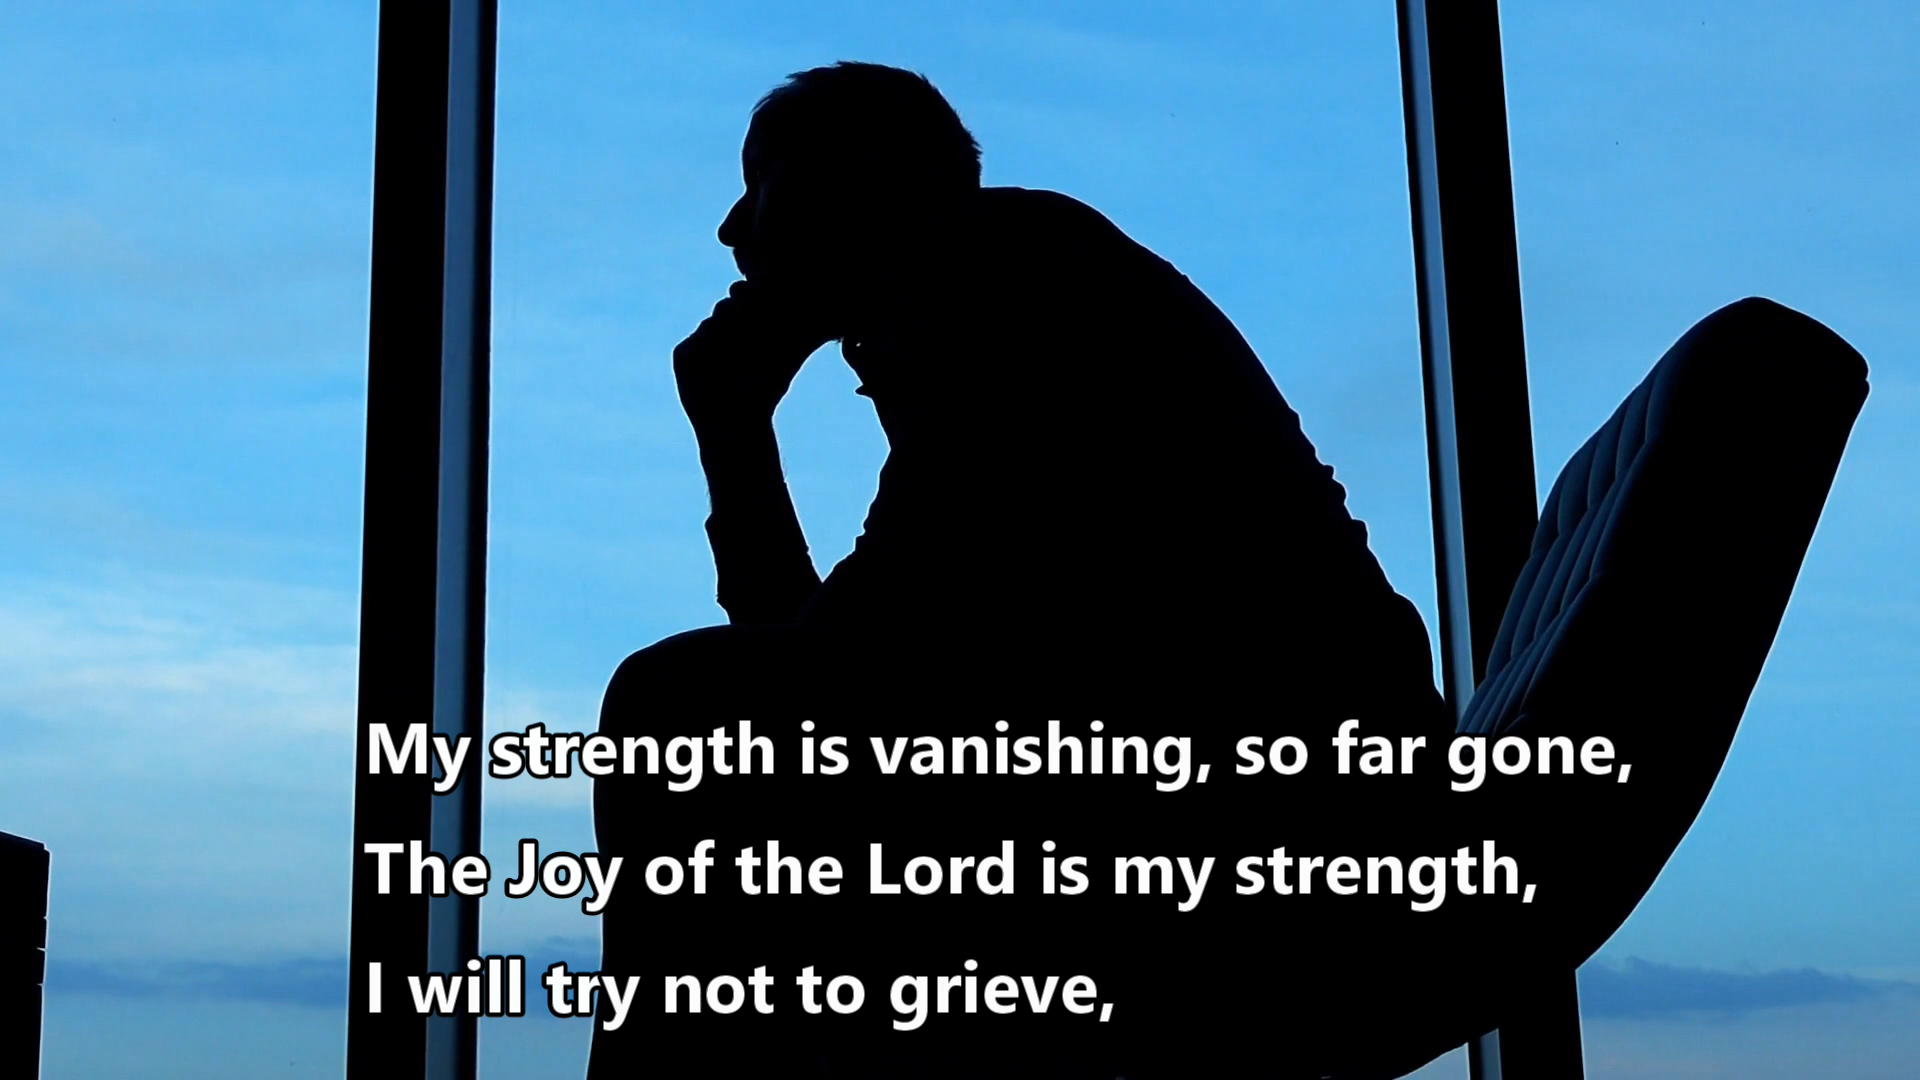 My strength is vanishing, so far gone,
The Joy of the Lord is my strength,
I will try not to grieve,